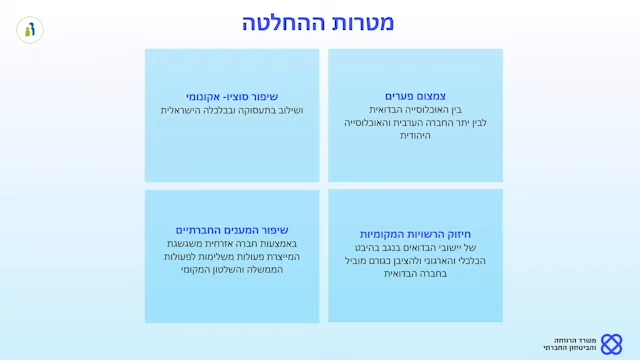 מטרות ההחלטה
צמצום פערים
בין האוכלוסייה הבדואית
לבין יתר החברה הערבית והאוכלוסייה
היהודית
שיפור סוציו- אקונומי
ושילוב בתעסוקה ובכלכלה הישראלית
חיזוק הרשויות המקומיות
של יישובי הבדואים בנגב בהיבט
הכלכלי והארגוני ולהציבן כגורם מוביל
בחברה הבדואית
שיפור המענים החברתיים
באמצעות חברה אזרחית משגשגת
המייצרת פעולות משלימות לפעולות
הממשלה והשלטון המקומי
משרד הרווחה
והביטחון החברתי